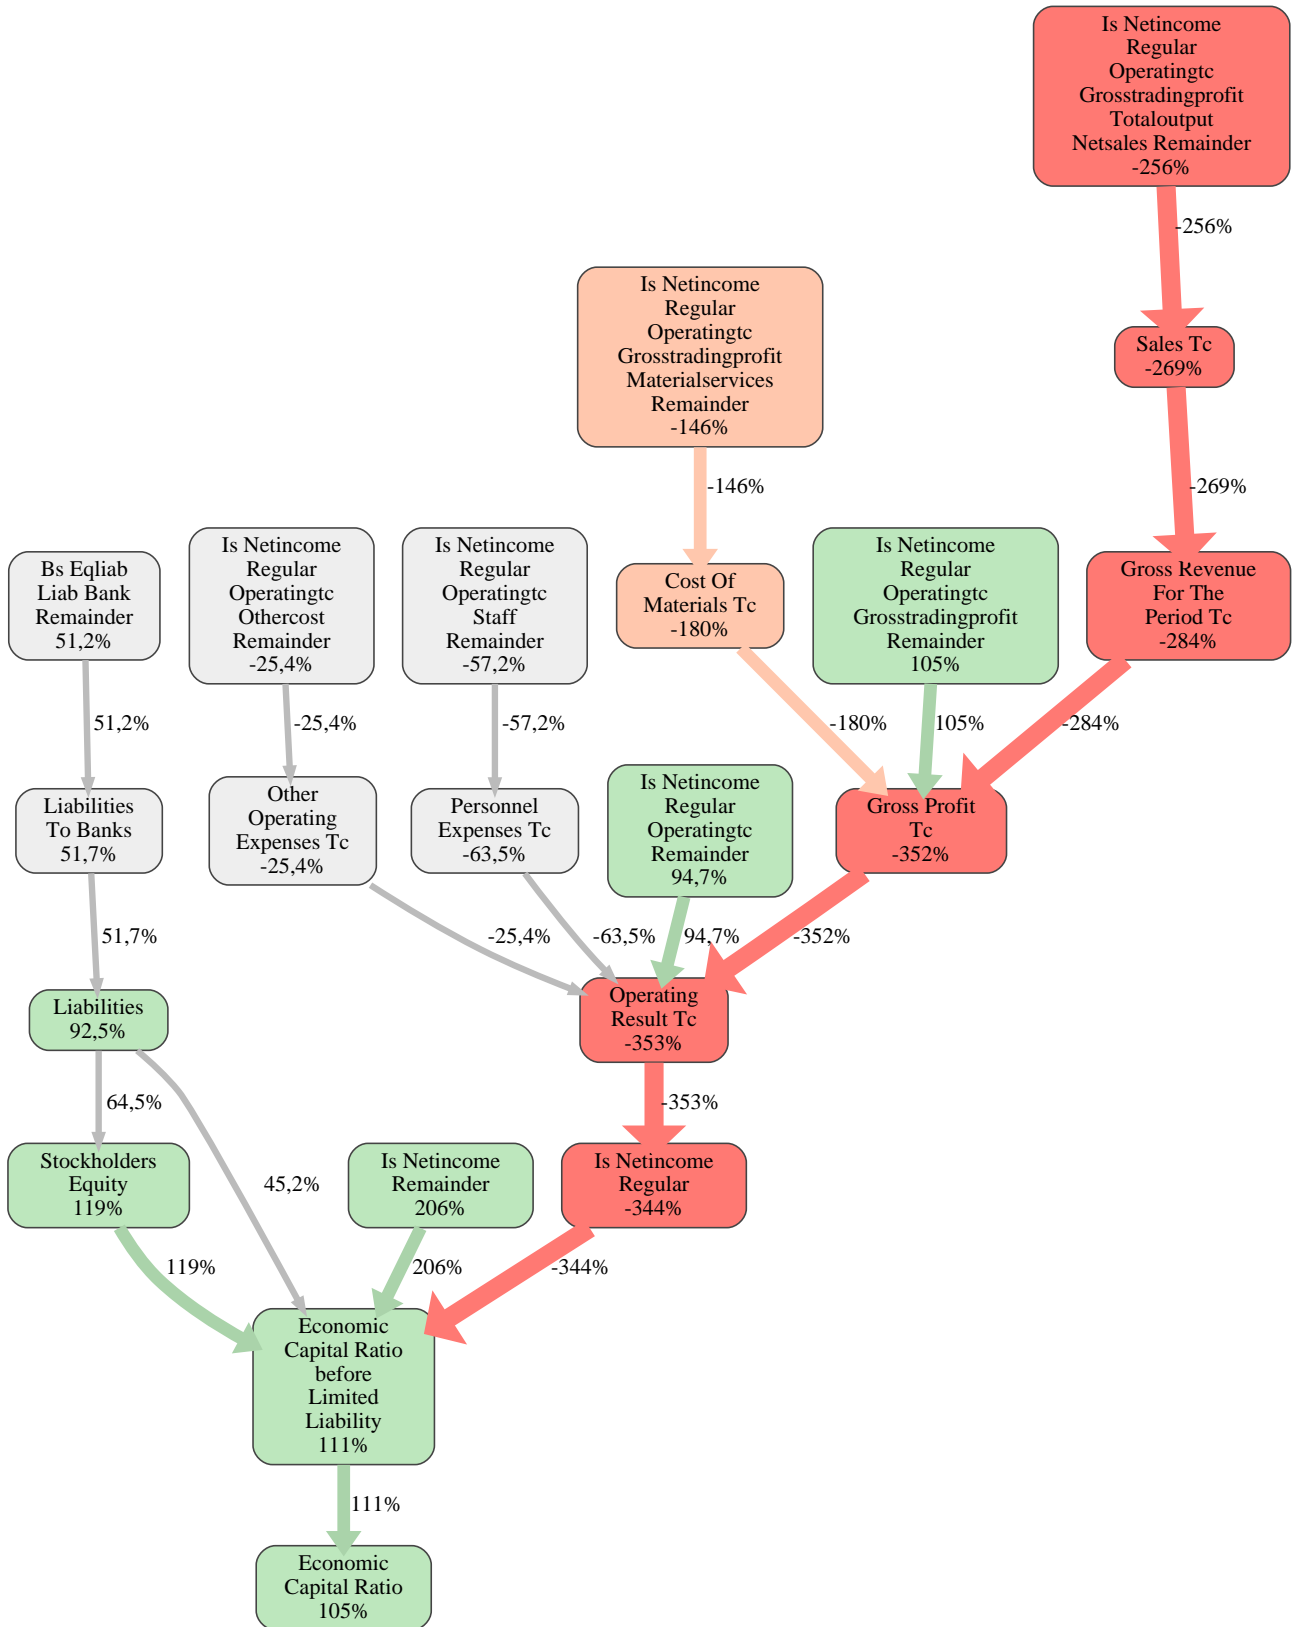 Is Netincome
Regular
Operatingtc
Grosstradingprofit
Totaloutput
Netsales Remainder
-256%
-256%
Is Netincome
Regular
Operatingtc
Grosstradingprofit
Materialservices
Remainder
-146%
Sales Tc
-269%
-146%
-269%
Bs Eqliab
Liab Bank
Remainder
51,2%
Is Netincome
Regular
Operatingtc
Othercost
Remainder
-25,4%
Is Netincome
Regular
Operatingtc
Staff
Remainder
-57,2%
Cost Of
Materials Tc
-180%
Is Netincome
Regular
Operatingtc
Grosstradingprofit
Remainder
105%
Gross Revenue
For The
Period Tc
-284%
51,2%
-25,4%
-57,2%
-180%
105%
-284%
Liabilities
To Banks
51,7%
Other
Operating
Expenses Tc
-25,4%
Personnel
Expenses Tc
-63,5%
Is Netincome
Regular
Operatingtc
Remainder
94,7%
Gross Profit
Tc
-352%
51,7%
-25,4%
-63,5%
94,7%
-352%
Liabilities
92,5%
Operating
Result Tc
-353%
64,5%
-353%
Stockholders
Equity
119%
45,2%
Is Netincome
Remainder
206%
Is Netincome
Regular
-344%
119%
206%
-344%
Economic
Capital Ratio
before
Limited
Liability
111%
111%
Economic
Capital Ratio
105%